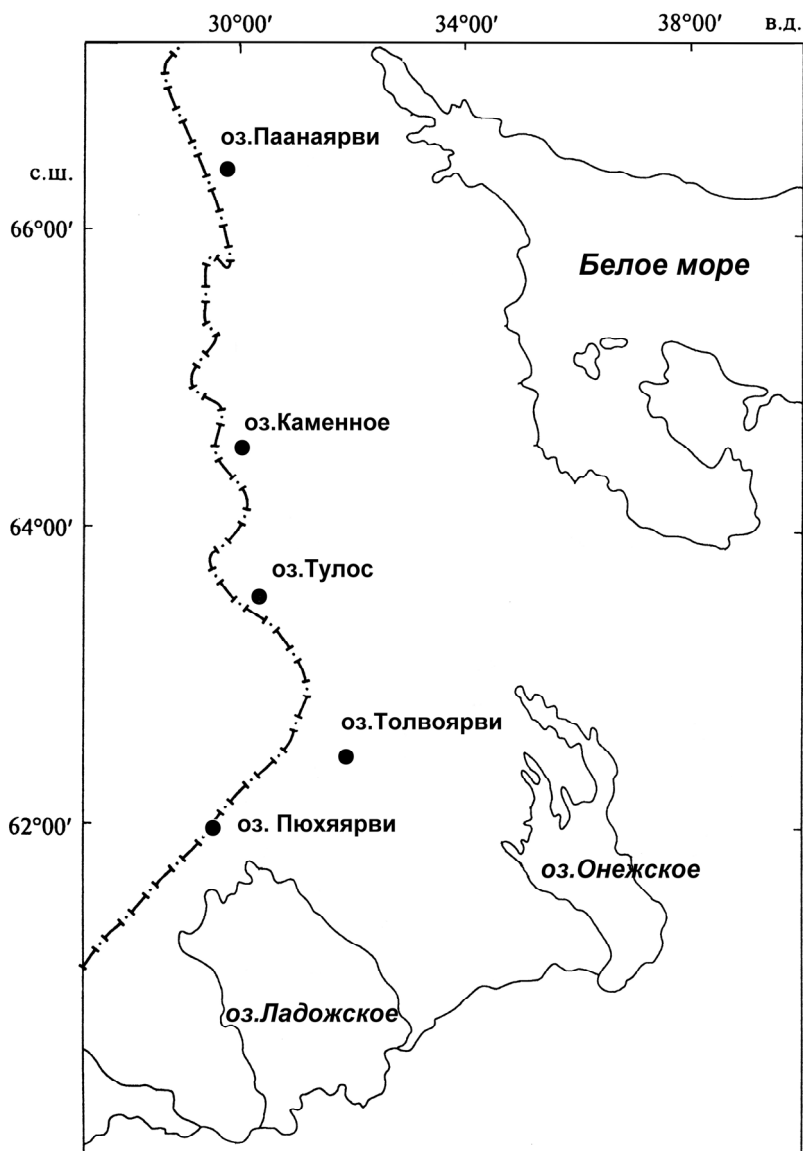 30°00' 34°00' 38°00' в.д.
оз.Паанаярви
с.ш.
66°00'
Белое море
оз.Каменное
64°00'
оз.Тулос
оз.Толвоярви
62°00'
оз. Пюхяярви
оз.Онежское
оз.Ладожское